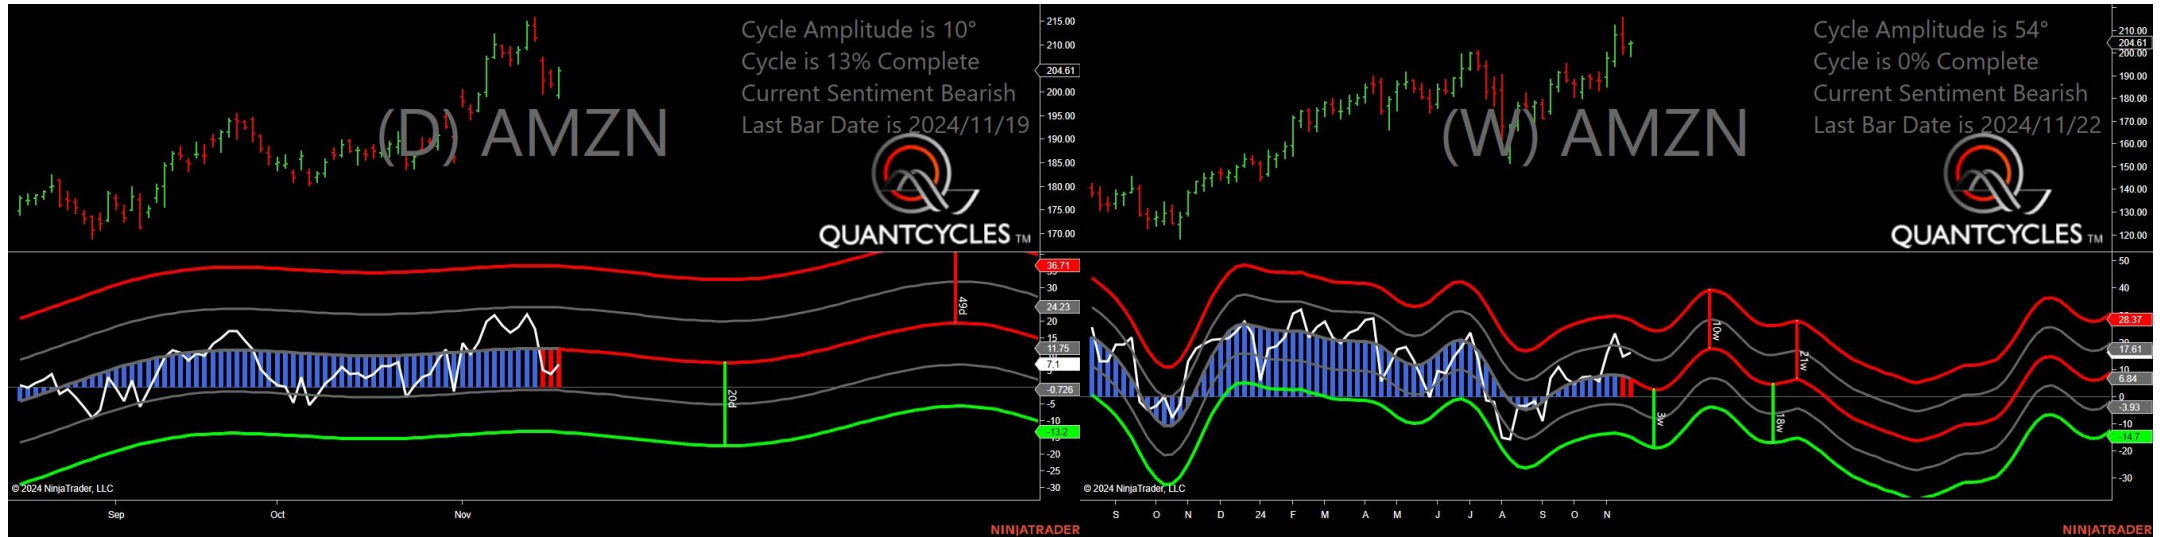 Cycle Amplitude is 10°
Cycle is 13% Complete
Current Sentiment Bearish
Last Bar Date is 2024/11/19
(D) AMZN
QUANTCYCLES TM
215.00
210.00
204.61
200.00
195.00
190.00
185.00
180.00
175.00
170.00
36.71
30
24.23
20
15
11.75
7.1
-0.726
-5
-10
-13.2
-20
-25
-30
49d
20d
© 2024 NinjaTrader, LLC
Sep
Oct
Nov
NINJATRADER
Cycle Amplitude is 54°
Cycle is 0% Complete
Current Sentiment Bearish
Last Bar Date is 2024/11/22
(W) AMZN
QUANTCYCLES TM
210.00
204.61
200.00
190.00
180.00
170.00
160.00
150.00
140.00
130.00
120.00
50
40
28.37
17.61
10
6.84
0
-3.93
-14.7
-20
-30
10w
21w
3w
18w
© 2024 NinjaTrader, LLC
S O N D 24 F M A M J J A S O N
NINJATRADER